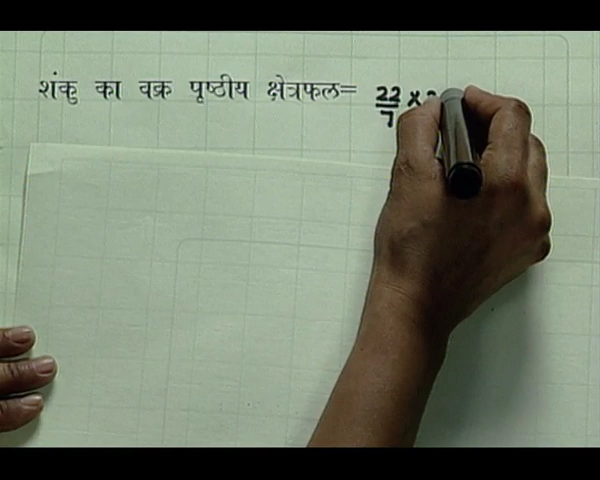 शंकु का वक्र पृष्ठीय क्षेत्रफल= 22/7 ×